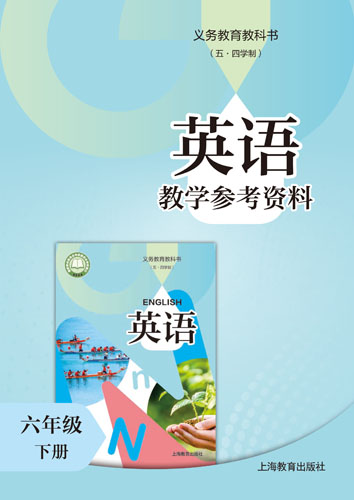 义务教育教科书
（五·四学制）
英语
教学参考资料
义务教育教科书
（五·四学制）
ENGLISH
英语
n
N
上海教育出版社
六年级
下册
上海教育出版社